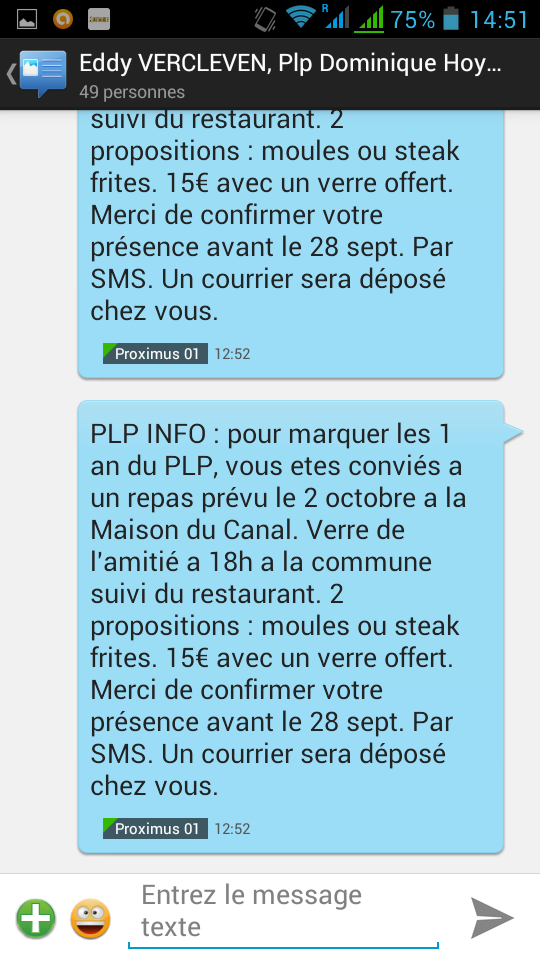 R
75%
14:51
Eddy VERCLEVEN, Plp Dominique Hoy…
49 personnes
suivi du restaurant. 2
propositions : moules ou steak
frites. 15€ avec un verre offert.
Merci de confirmer votre
présence avant le 28 sept. Par
SMS. Un courrier sera déposé
chez vous.
Proximus 01 12:52
PLP INFO : pour marquer les 1
an du PLP, vous etes conviés a
un repas prévu le 2 octobre a la
Maison du Canal. Verre de
l'amitié a 18h a la commune
suivi du restaurant. 2
propositions : moules ou steak
frites. 15€ avec un verre offert.
Merci de confirmer votre
présence avant le 28 sept. Par
SMS. Un courrier sera déposé
chez vous.
Proximus 01 12:52
Entrez le message
texte